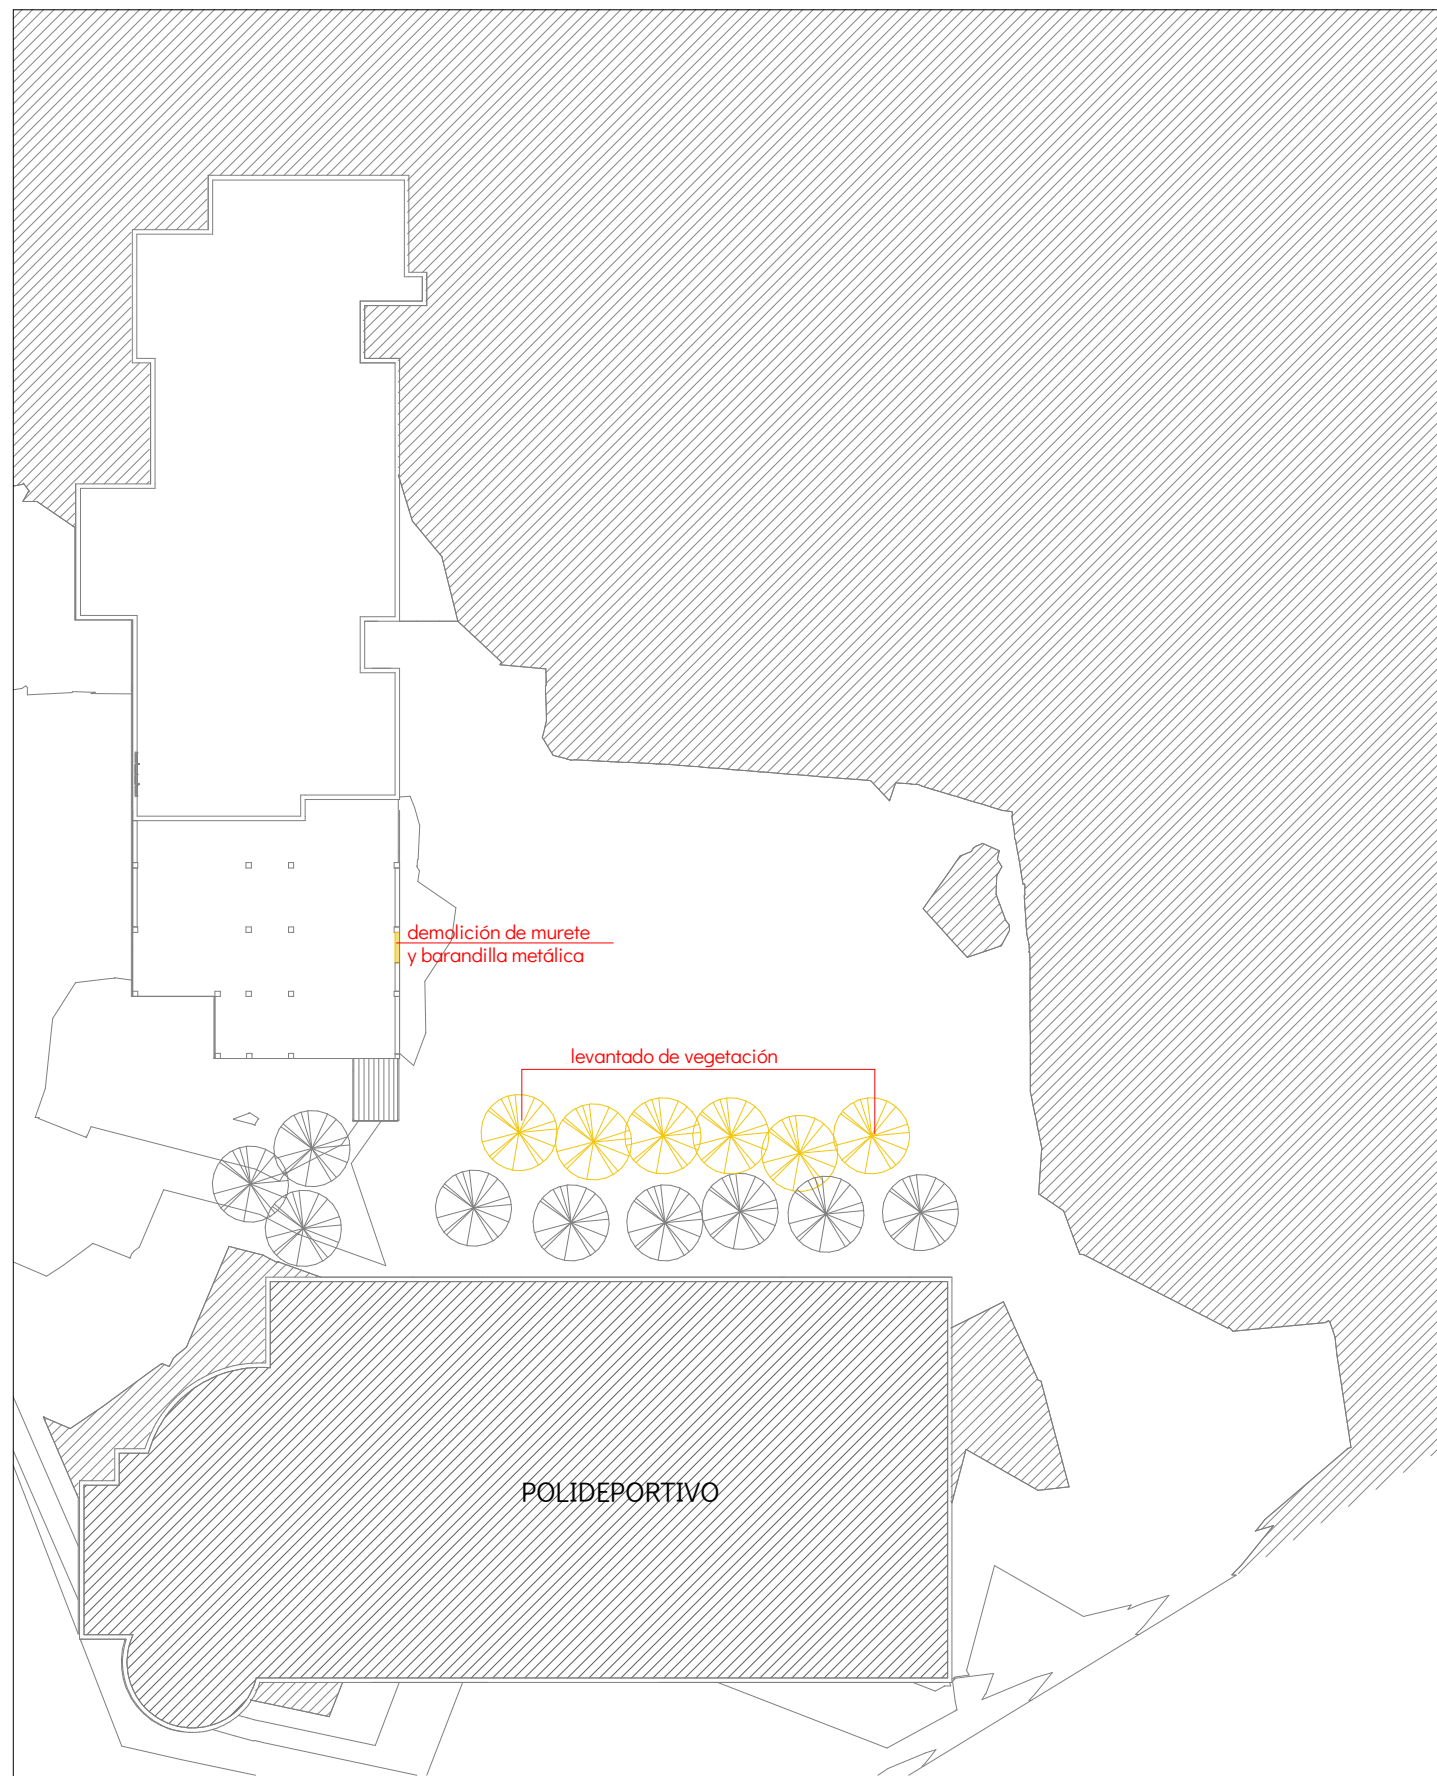 demolición de murete
y barandilla metálica
levantado de vegetación
POLIDEPORTIVO